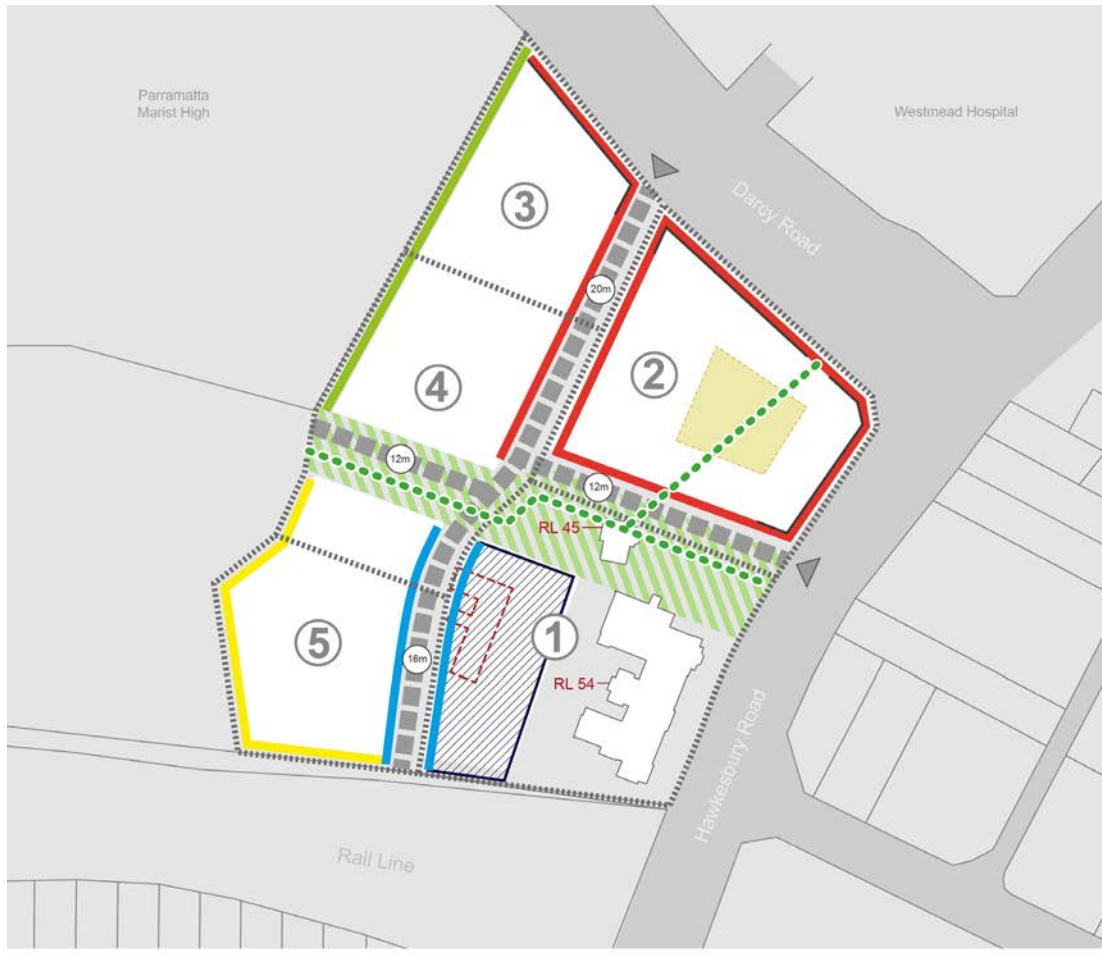 Parramatta
Marist High
Westmead Hospital
Darcy Road
3
20m
2
4
12m
12m
RL 45
1
5
16m
RL 54
Hawkesbury Road
Rail Line